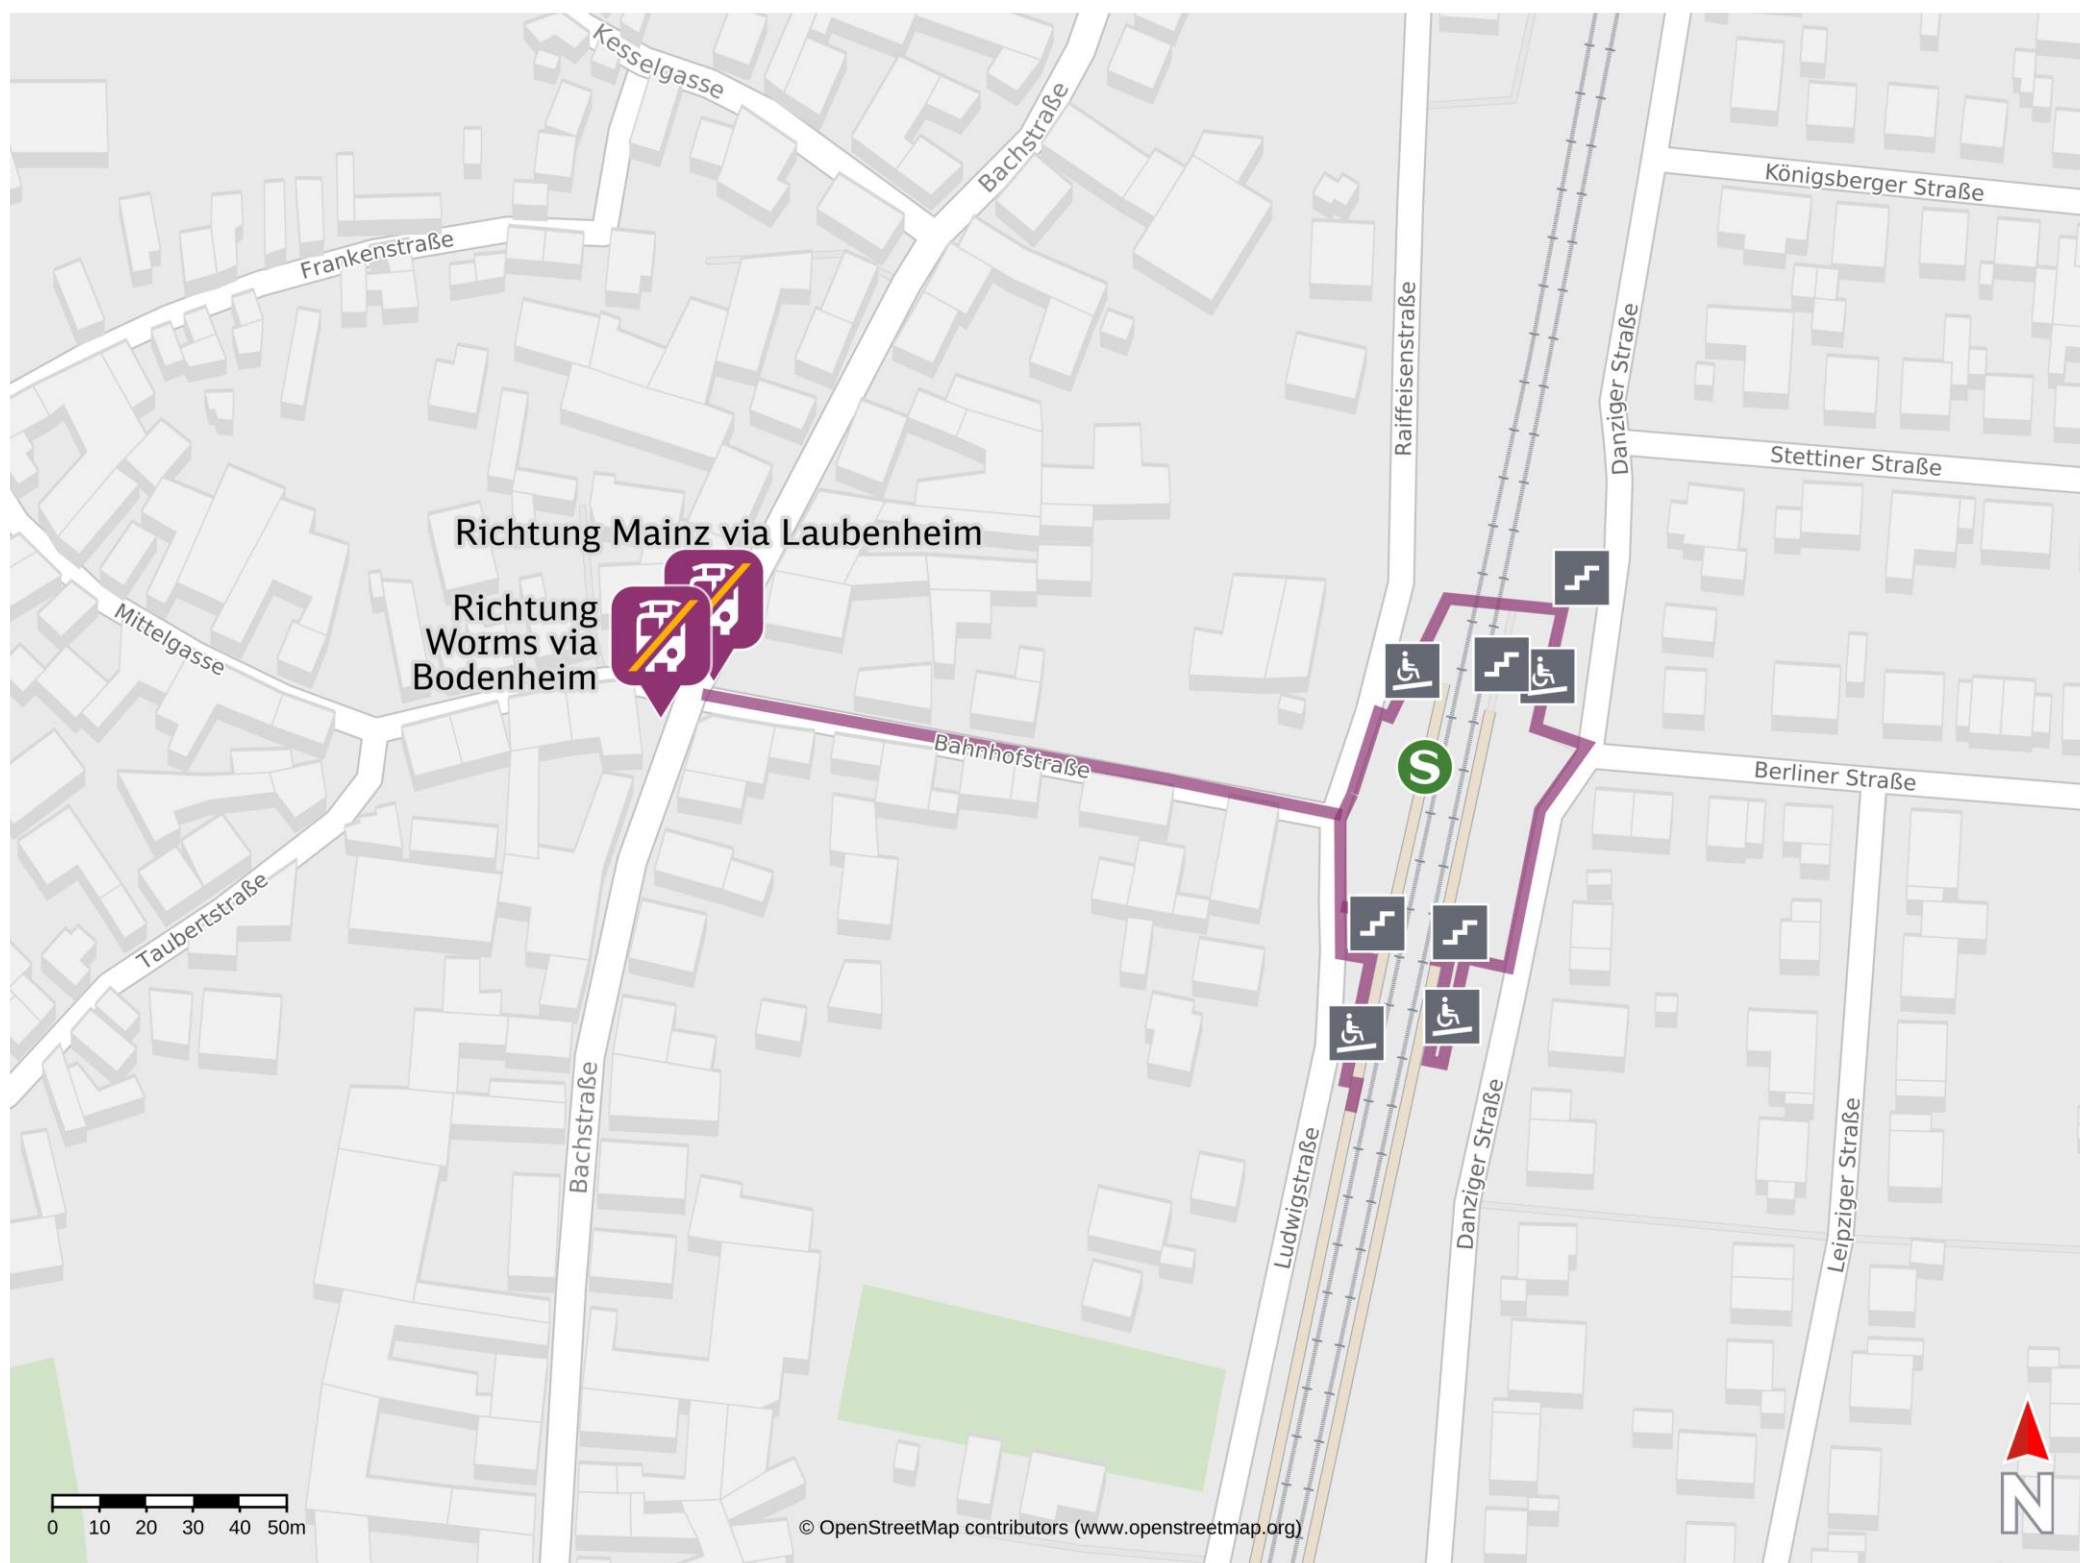 Kesselgasse
Bachstraße
Königsberger Straße
Frankenstraße
Raiffeisenstraße
Danziger Straße
Stettiner Straße
Richtung Mainz via Laubenheim
Richtung
Worms via
Bodenheim
Mittelgasse
Bahnhofstraße
S
Berliner Straße
Taubertstraße
Bachstraße
Ludwigstraße
Danziger Straße
Leipziger Straße
0 10 20 30 40 50m
© OpenStreetMap contributors (www.openstreetmap.org)
N